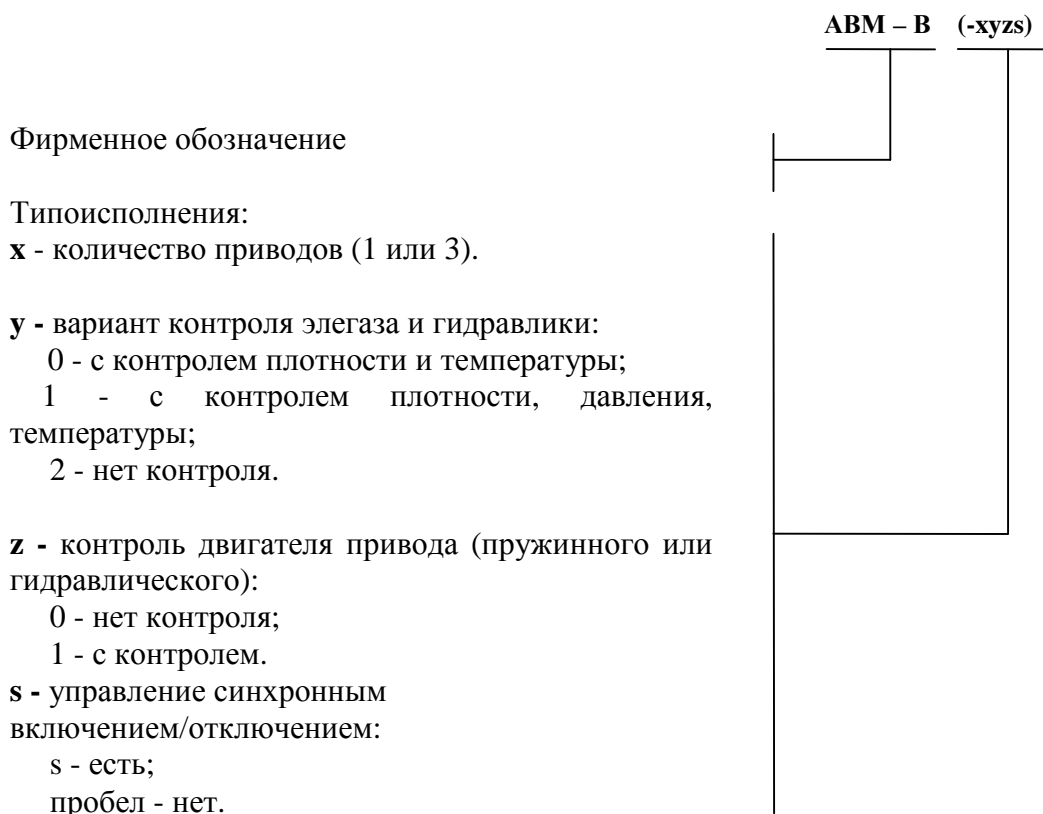 АВМ – В (-xyzs)
Фирменное обозначение
Типоисполнения:
x - количество приводов (1 или 3).
y - вариант контроля элегаза и гидравлики:
0 - с контролем плотности и температуры;
1 - с контролем плотности, давления,
температуры;
2 - нет контроля.
z - контроль двигателя привода (пружинного или
гидравлического):
0 - нет контроля;
1 - с контролем.
s - управление синхронным
включением/отключением:
s - есть;
пробел - нет.